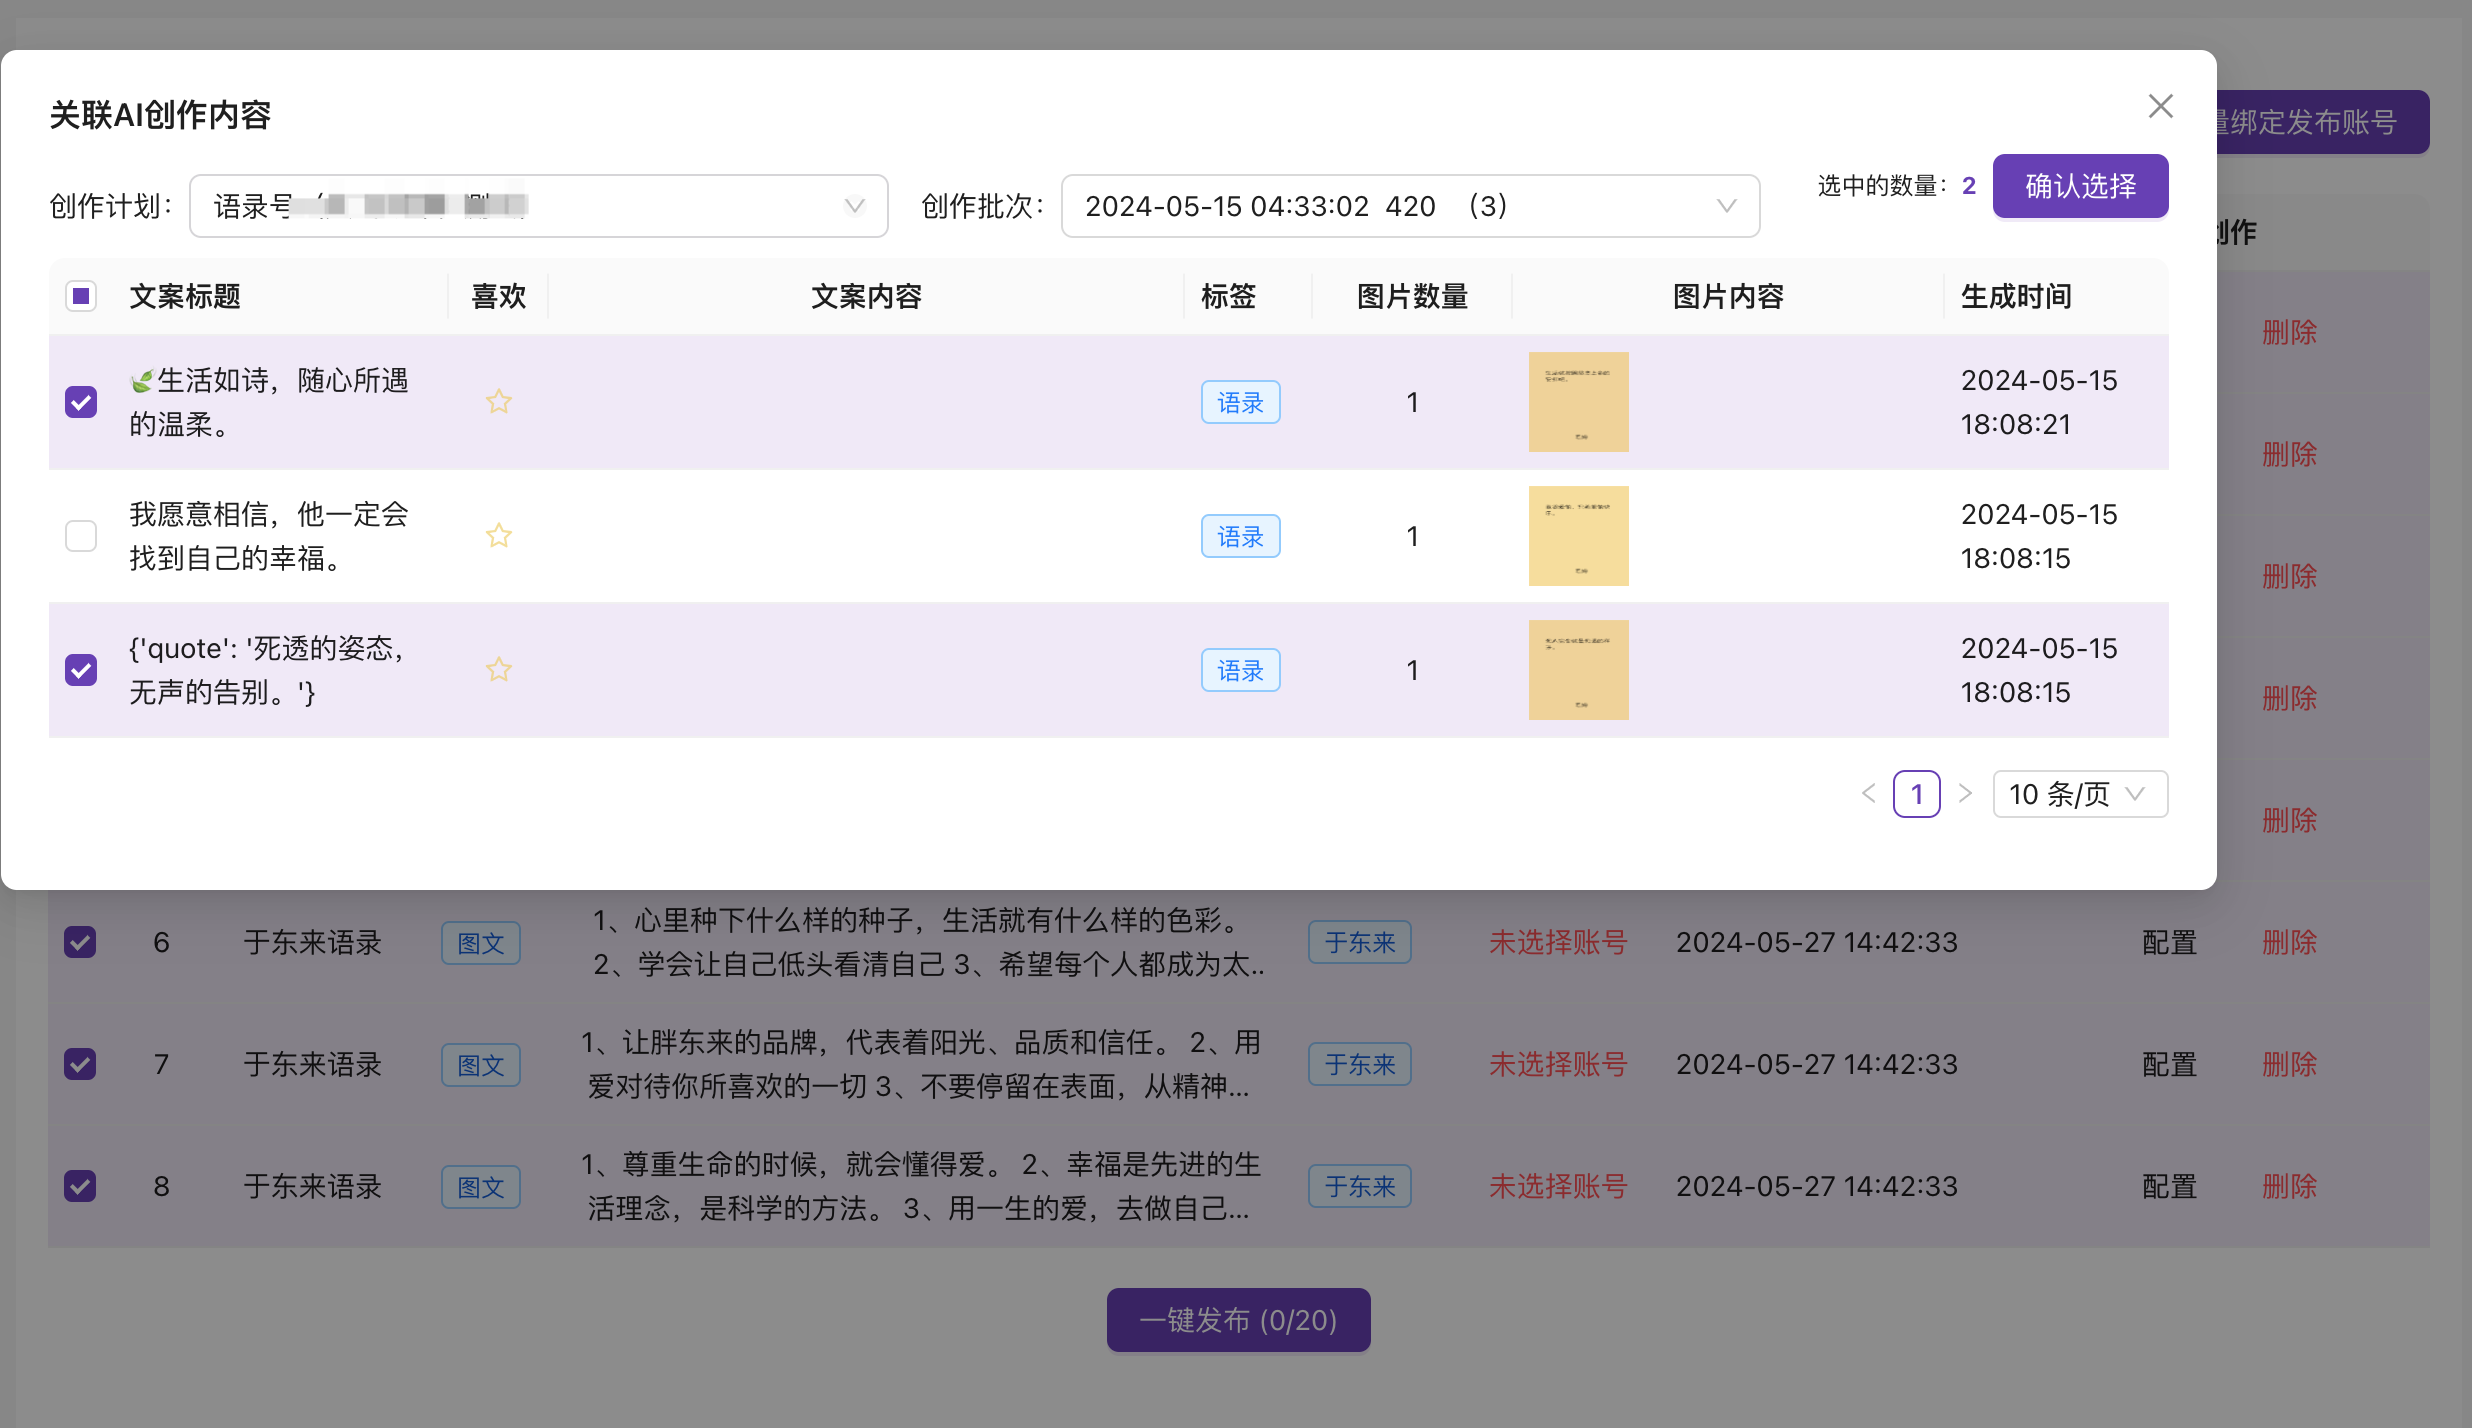 关联AI创作内容
量绑定发布账号
创作计划： 语录号
创作批次： 2024-05-15 04:33:02 420 （3）
选中的数量： 2
确认选择
创作
文案标题 喜欢 文案内容 标签 图片数量 图片内容 生成时间
🌿生活如诗，随心所遇
的温柔。
语录
1
2024-05-15
18:08:21
删除
我愿意相信，他一定会
找到自己的幸福。
语录
1
2024-05-15
18:08:15
删除
删除
{'quote': '死透的姿态，
无声的告别。'}
语录
1
2024-05-15
18:08:15
删除
1
10 条/页
删除
6 于东来语录 图文
1、心里种下什么样的种子，生活就有什么样的色彩。
2、学会让自己低头看清自己 3、希望每个人都成为太..
于东来 未选择账号 2024-05-27 14:42:33 配置 删除
7 于东来语录 图文
1、让胖东来的品牌，代表着阳光、品质和信任。 2、用
爱对待你所喜欢的一切 3、不要停留在表面，从精神...
于东来 未选择账号 2024-05-27 14:42:33 配置 删除
8 于东来语录 图文
1、尊重生命的时候，就会懂得爱。 2、幸福是先进的生
活理念，是科学的方法。 3、用一生的爱，去做自己...
于东来 未选择账号 2024-05-27 14:42:33 配置 删除
一键发布 (0/20)